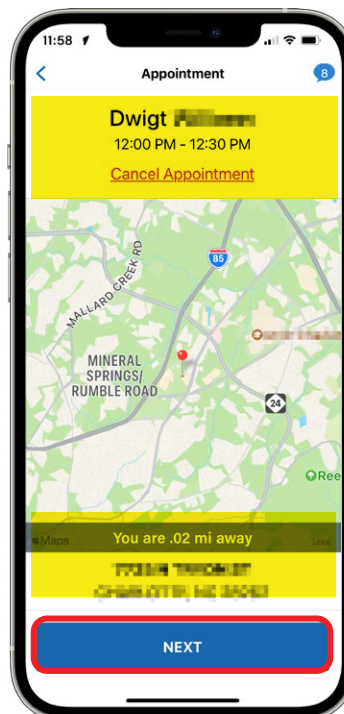 11:58
Appointment
8
Dwigt
12:00 PM - 12:30 PM
Cancel Appointment
85
MALLARD CREEK RD
MINERAL
SPRINGS/
RUMBLE ROAD
24
Ree
You are .02 mi away
Maps
NEXT